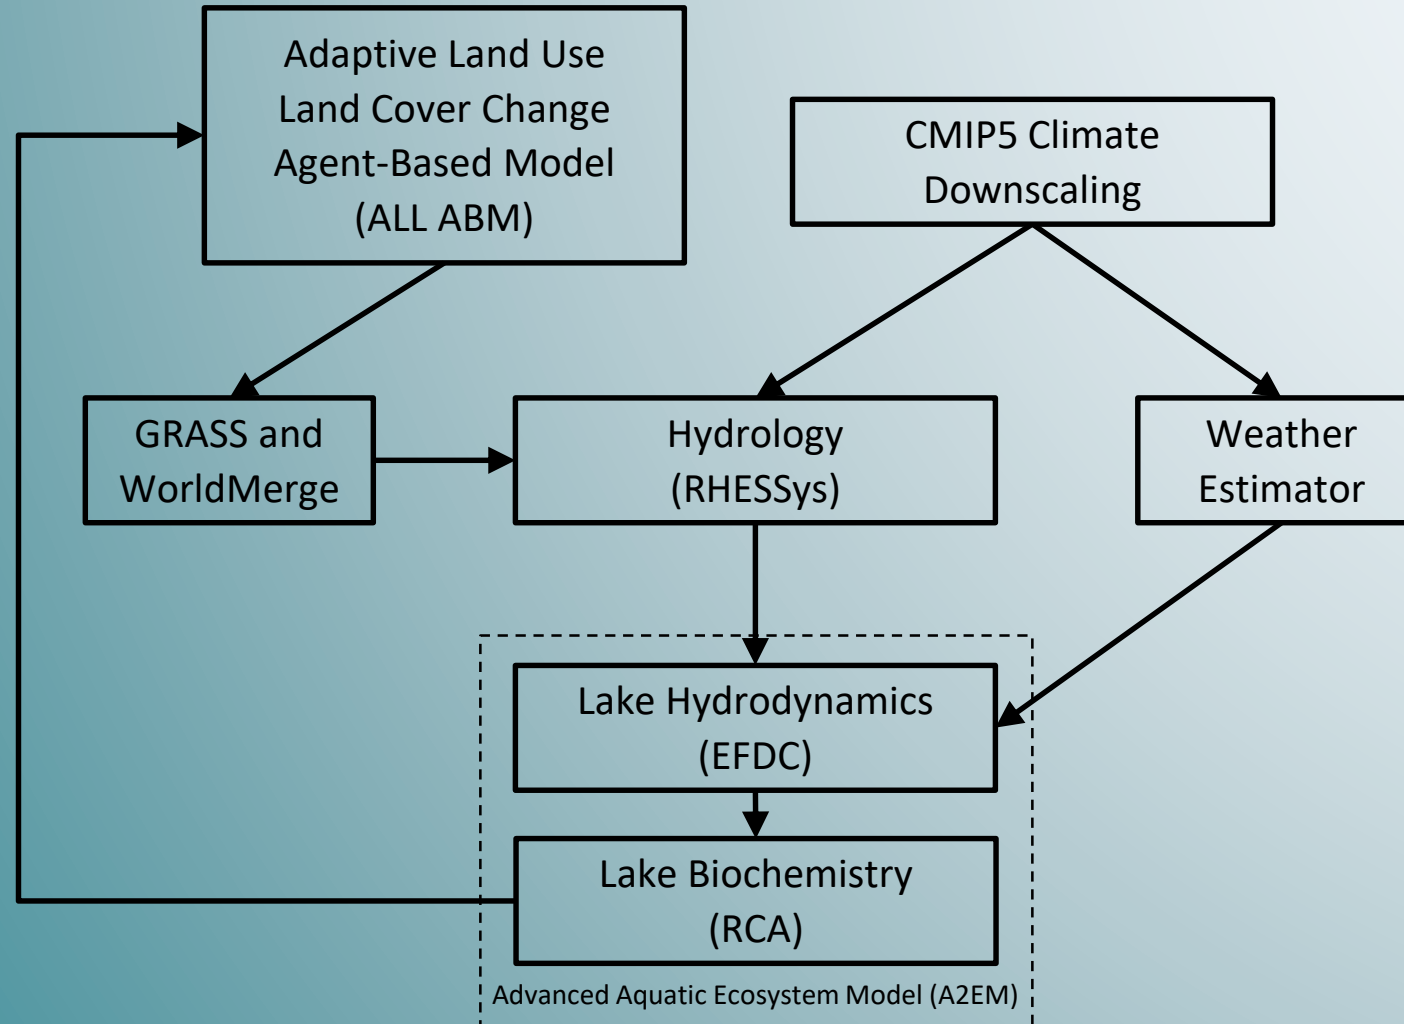 Adaptive Land Use
Land Cover Change
Agent-Based Model
(ALL ABM)
CMIP5 Climate
Downscaling
GRASS and
WorldMerge
Hydrology
(RHESSys)
Weather
Estimator
Lake Hydrodynamics
(EFDC)
Lake Biochemistry
(RCA)
Advanced Aquatic Ecosystem Model (A2EM)